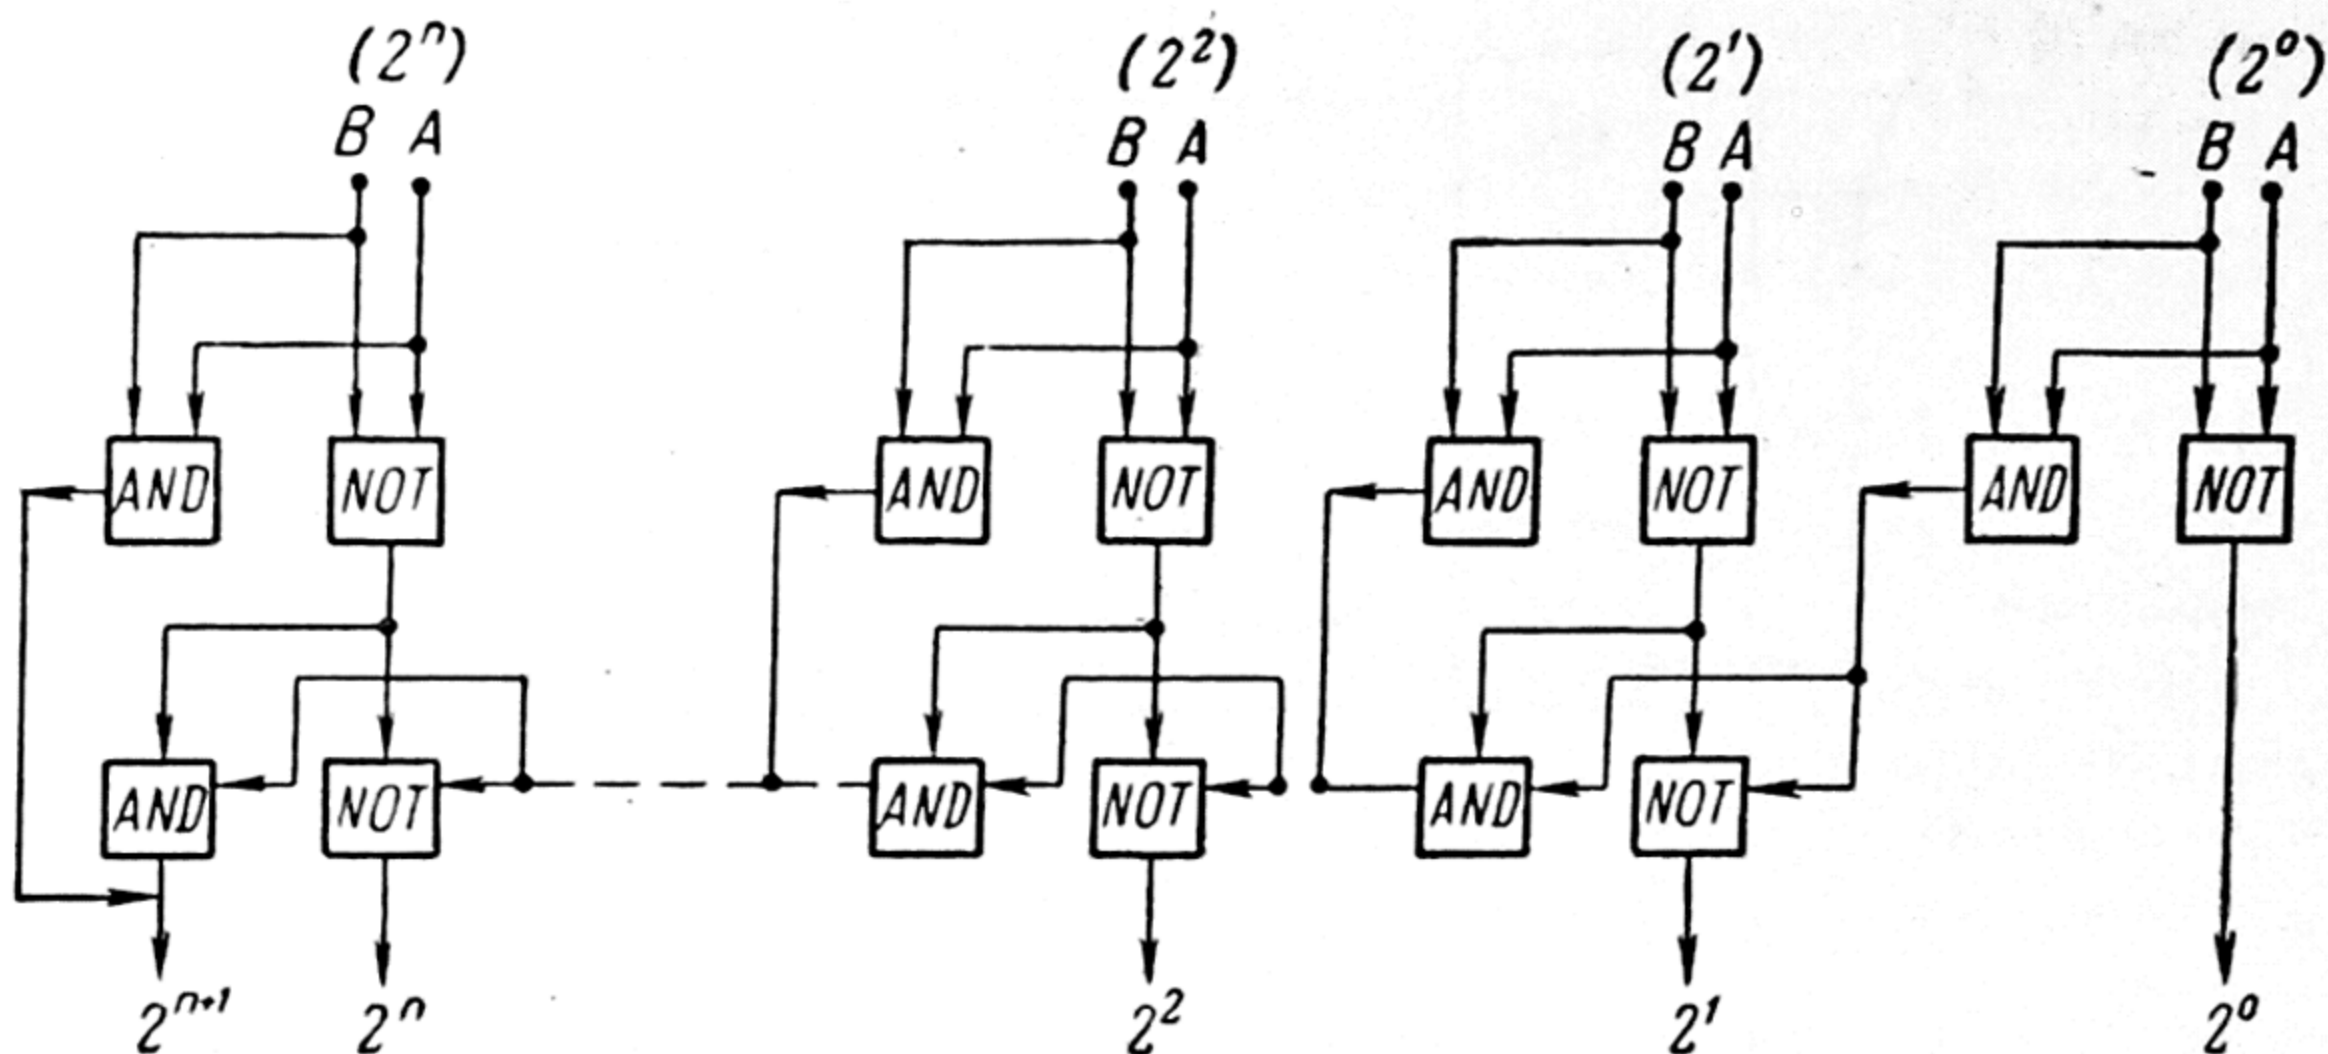 (2ⁿ) (2²) (2¹) (2⁰)
B A B A B A B A
AND NOT AND NOT AND NOT AND NOT
AND NOT AND NOT AND NOT
2ⁿ⁺¹ 2ⁿ 2² 2¹ 2⁰